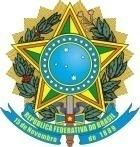 REPÚBLICA FEDERATIVA DO BRASIL
15 de Novembro de 1889